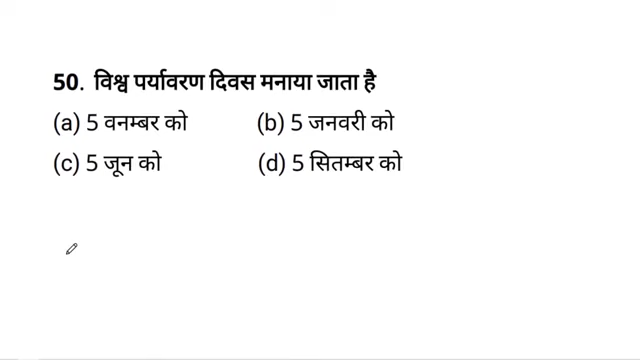 50. विश्व पर्यावरण दिवस मनाया जाता है
(a) 5 वनम्बर को (b) 5 जनवरी को
(c) 5 जून को (d) 5 सितम्बर को